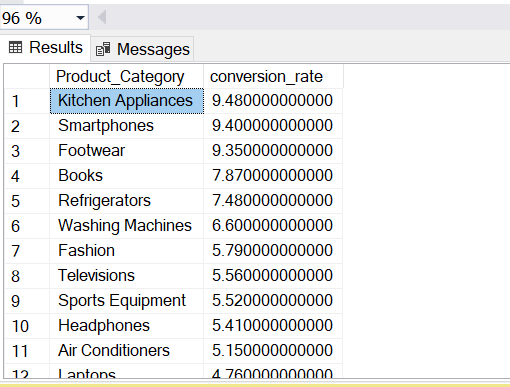 96 %
Results Messages
Product_Category conversion_rate
1 Kitchen Appliances 9.480000000000
2 Smartphones 9.400000000000
3 Footwear 9.350000000000
4 Books 7.870000000000
5 Refrigerators 7.480000000000
6 Washing Machines 6.600000000000
7 Fashion 5.790000000000
8 Televisions 5.560000000000
9 Sports Equipment 5.520000000000
10 Headphones 5.410000000000
11 Air Conditioners 5.150000000000
12 Laptops 4.760000000000